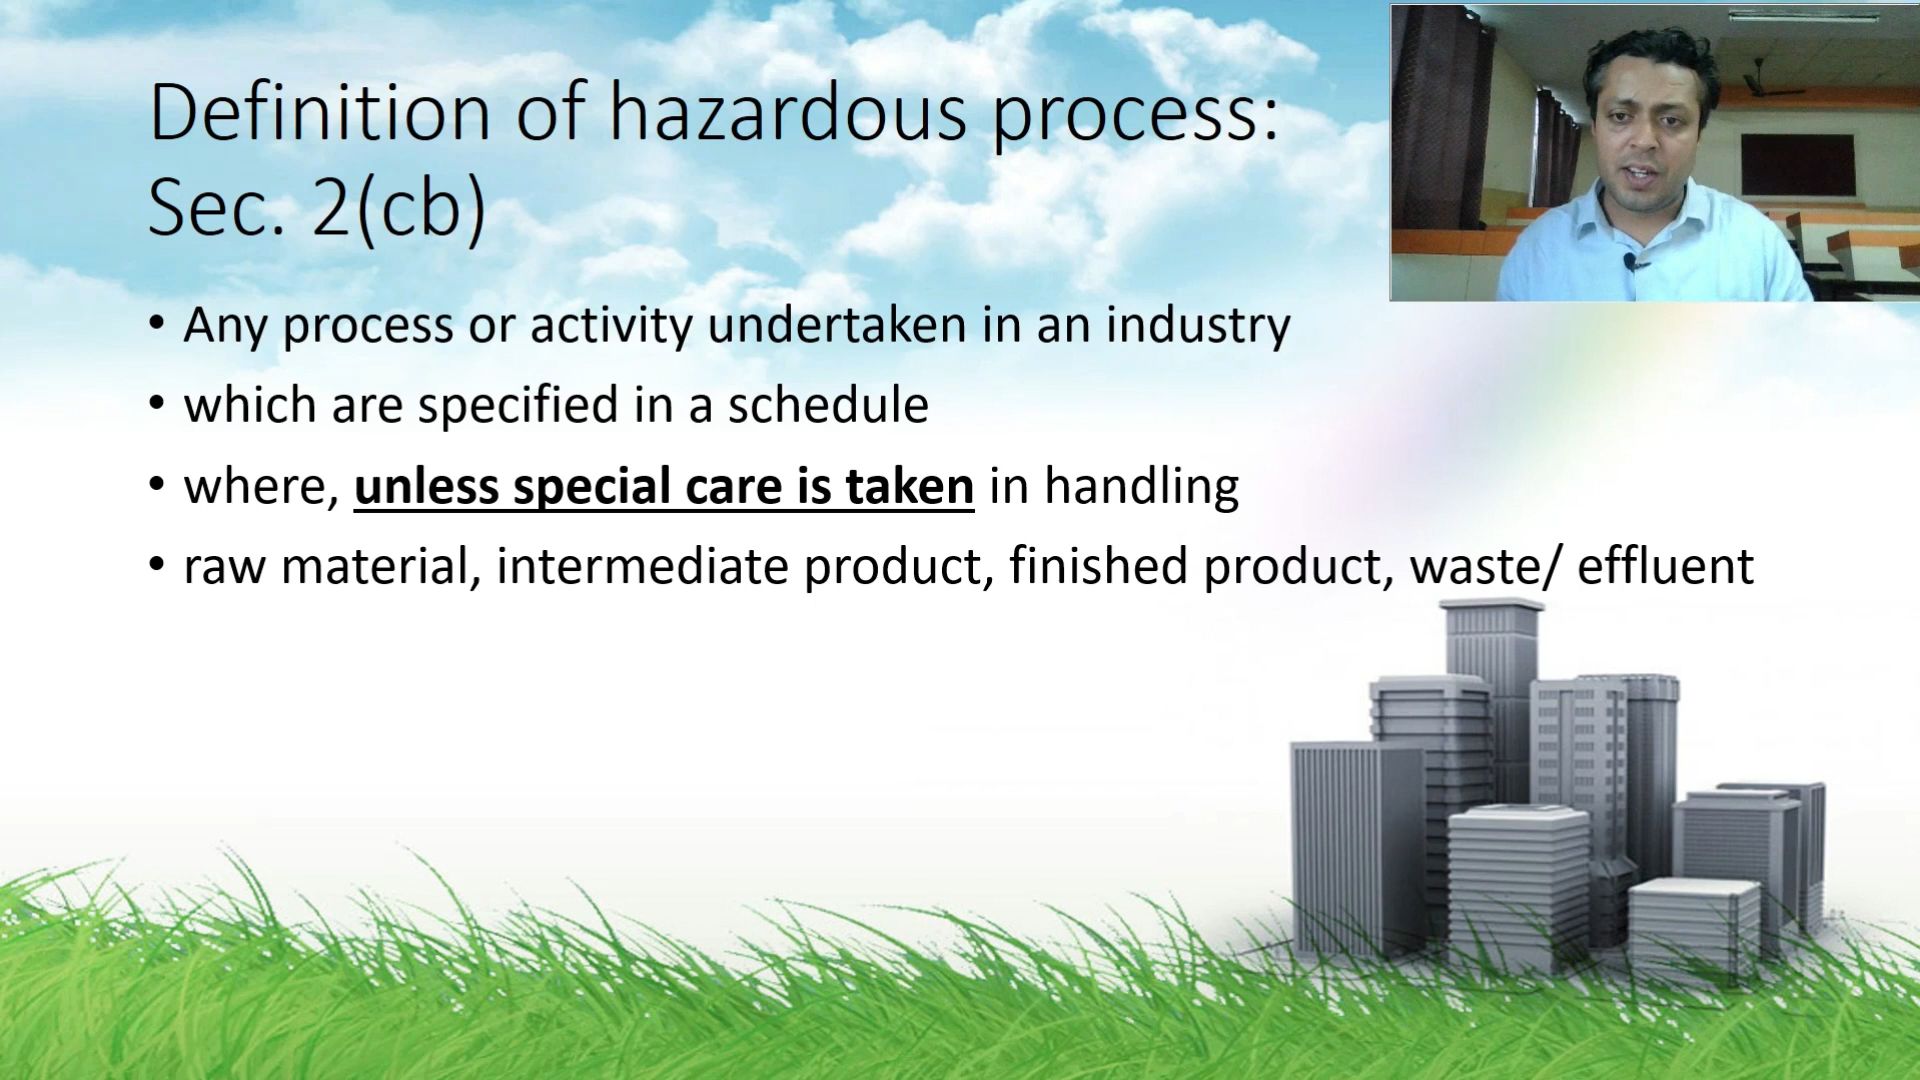 Definition of hazardous process:
Sec. 2(cb)
• Any process or activity undertaken in an industry
• which are specified in a schedule
• where, unless special care is taken in handling
• raw material, intermediate product, finished product, waste/ effluent